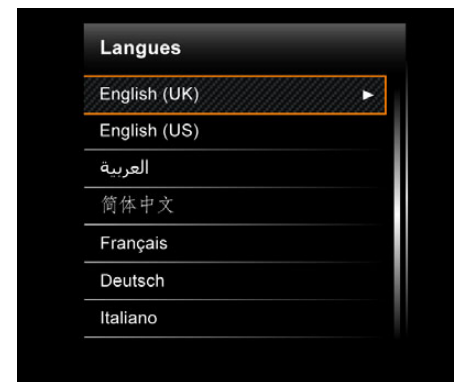 Langues
English (UK)
English (US)
العربية
简体中文
Français
Deutsch
Italiano